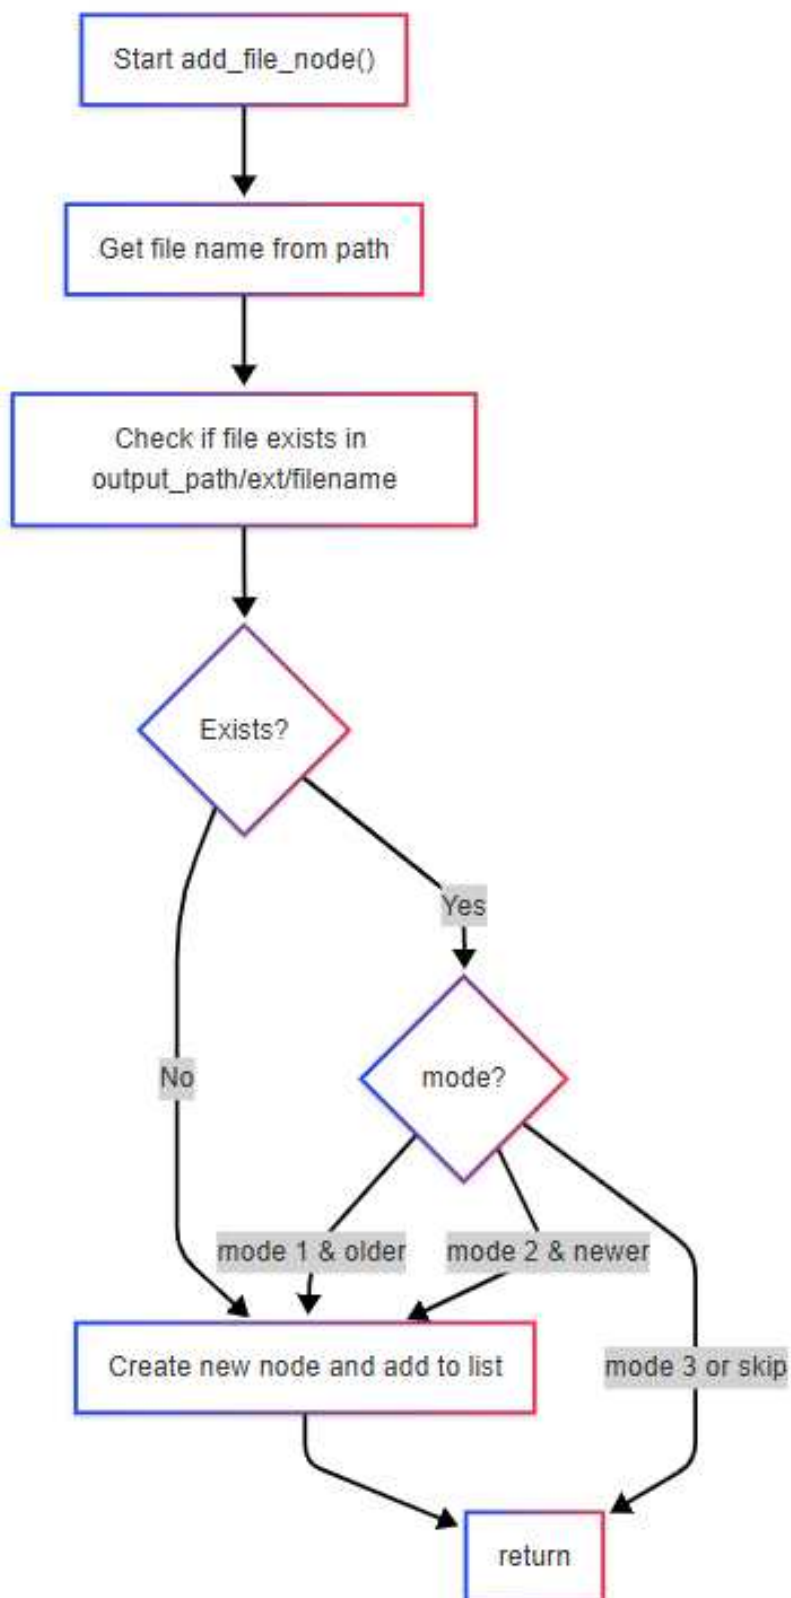 Start add_file_node()
Get file name from path
Check if file exists in
output_path/ext/filename
Exists?
Yes
No
mode?
mode 1 & older
mode 2 & newer
Create new node and add to list
mode 3 or skip
return